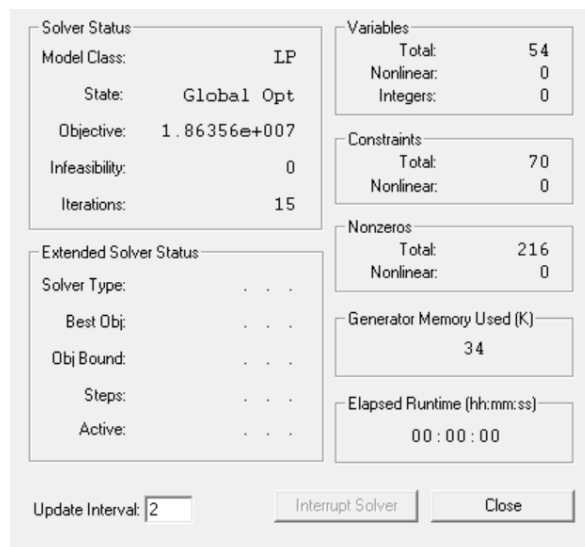 Solver Status
Model Class: LP
State: Global Opt
Objective: 1.86356e+007
Infeasibility: 0
Iterations: 15
Extended Solver Status
Solver Type: . . .
Best Obj: . . .
Obj Bound: . . .
Steps: . . .
Active: . . .
Variables
Total: 54
Nonlinear: 0
Integers: 0
Constraints
Total: 70
Nonlinear: 0
Nonzeros
Total: 216
Nonlinear: 0
Generator Memory Used (K)
34
Elapsed Runtime (hh:mm:ss)
00:00:00
Update Interval: 2
Interrupt Solver
Close